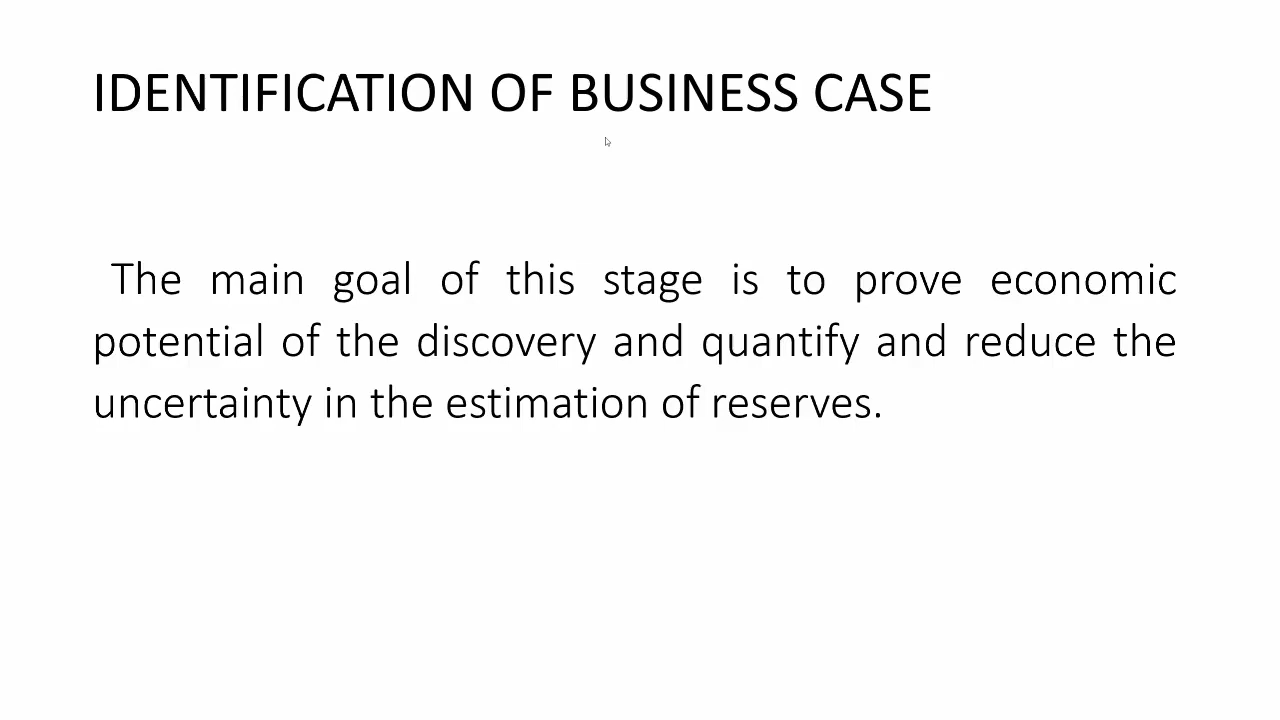 IDENTIFICATION OF BUSINESS CASE
The main goal of this stage is to prove economic
potential of the discovery and quantify and reduce the
uncertainty in the estimation of reserves.